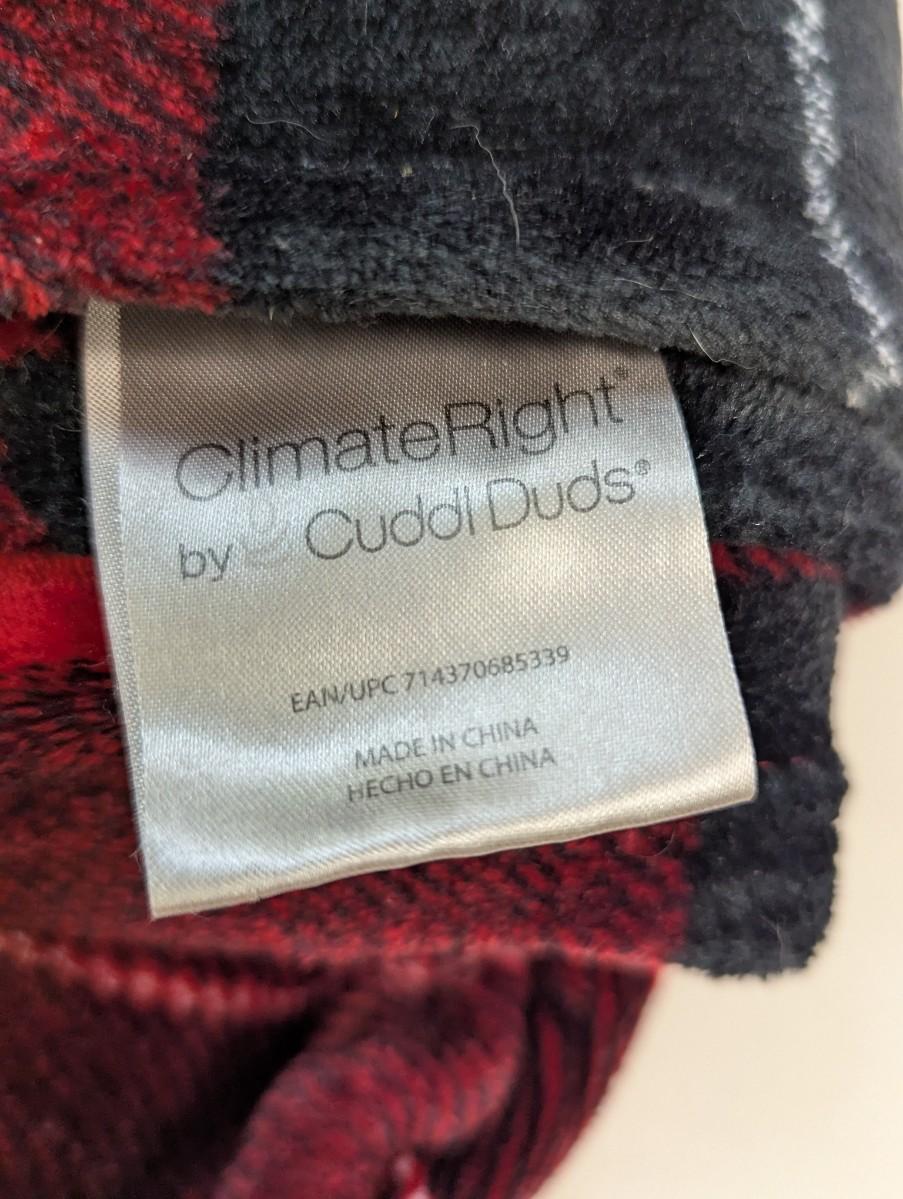 ClimateRight®
by Cuddl Duds®
EAN/UPC 714370685339
MADE IN CHINA
HECHO EN CHINA